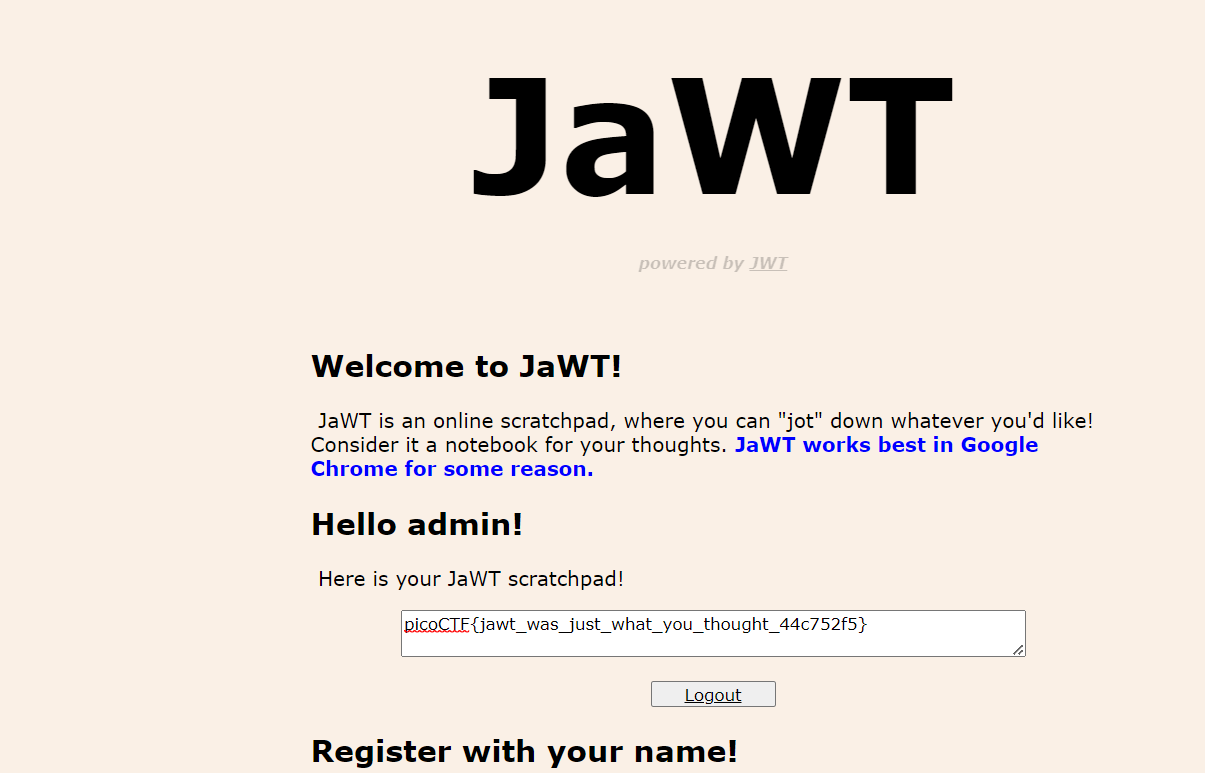 JaWT
powered by JWT
Welcome to JaWT!
JaWT is an online scratchpad, where you can "jot" down whatever you'd like!
Consider it a notebook for your thoughts. JaWT works best in Google
Chrome for some reason.
Hello admin!
Here is your JaWT scratchpad!
picoCTF{jawt_was_just_what_you_thought_44c752f5}
Logout
Register with your name!